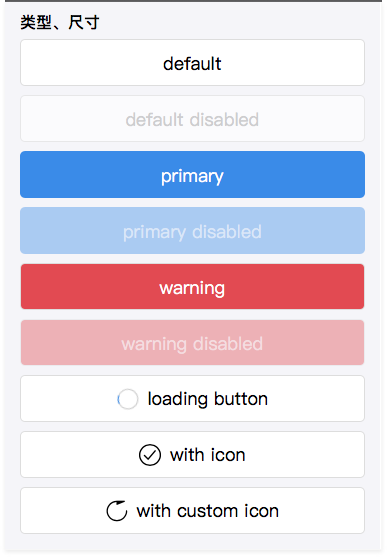 类型、尺寸
default
default disabled
primary
primary disabled
warning
warning disabled
loading button
with icon
with custom icon